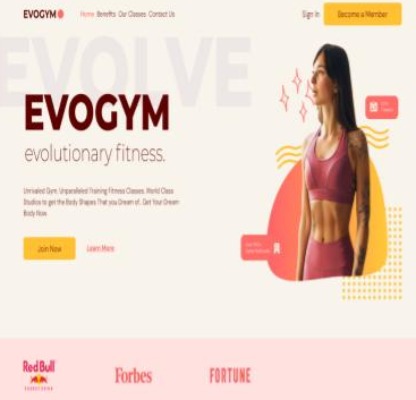 EVOGYM
Home Benefits Our Classes Contact Us
Sign In
Become a Member
EVOLVE
EVOGYM
evolutionary fitness.
Unrivaled Gym. Unparalleled Training Fitness Classes. World Class
Studios to get the Body Shapes That you Dream of.. Get Your Dream
Body Now.
Join Now
Learn More
Red Bull
Forbes
FORTUNE